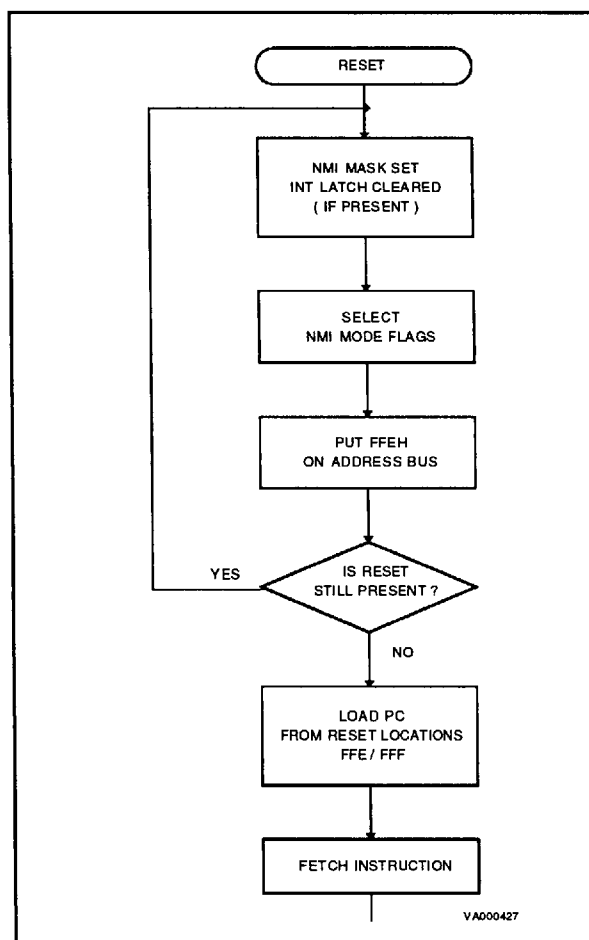 RESET
NMI MASK SET
INT LATCH CLEARED
( IF PRESENT )
SELECT
NMI MODE FLAGS
PUT FFEH
ON ADDRESS BUS
IS RESET
STILL PRESENT ?
YES
NO
LOAD PC
FROM RESET LOCATIONS
FFE / FFF
FETCH INSTRUCTION
VA000427